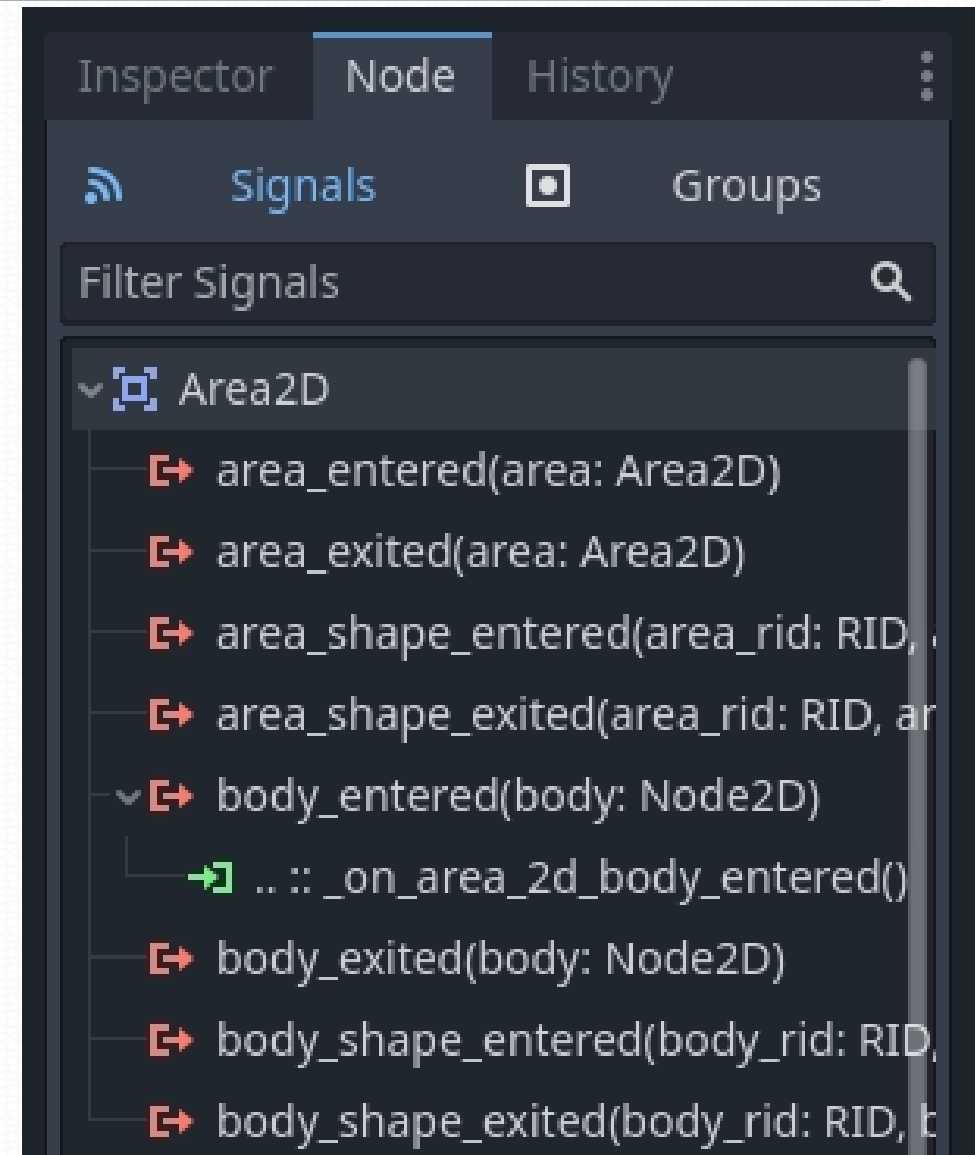 Inspector Node History
Signals Groups
Filter Signals
Area2D
area_entered(area: Area2D)
area_exited(area: Area2D)
area_shape_entered(area_rid: RID,
area_shape_exited(area_rid: RID, ar
body_entered(body: Node2D)
.. :: _on_area_2d_body_entered()
body_exited(body: Node2D)
body_shape_entered(body_rid: RID,
body_shape_exited(body_rid: RID, b